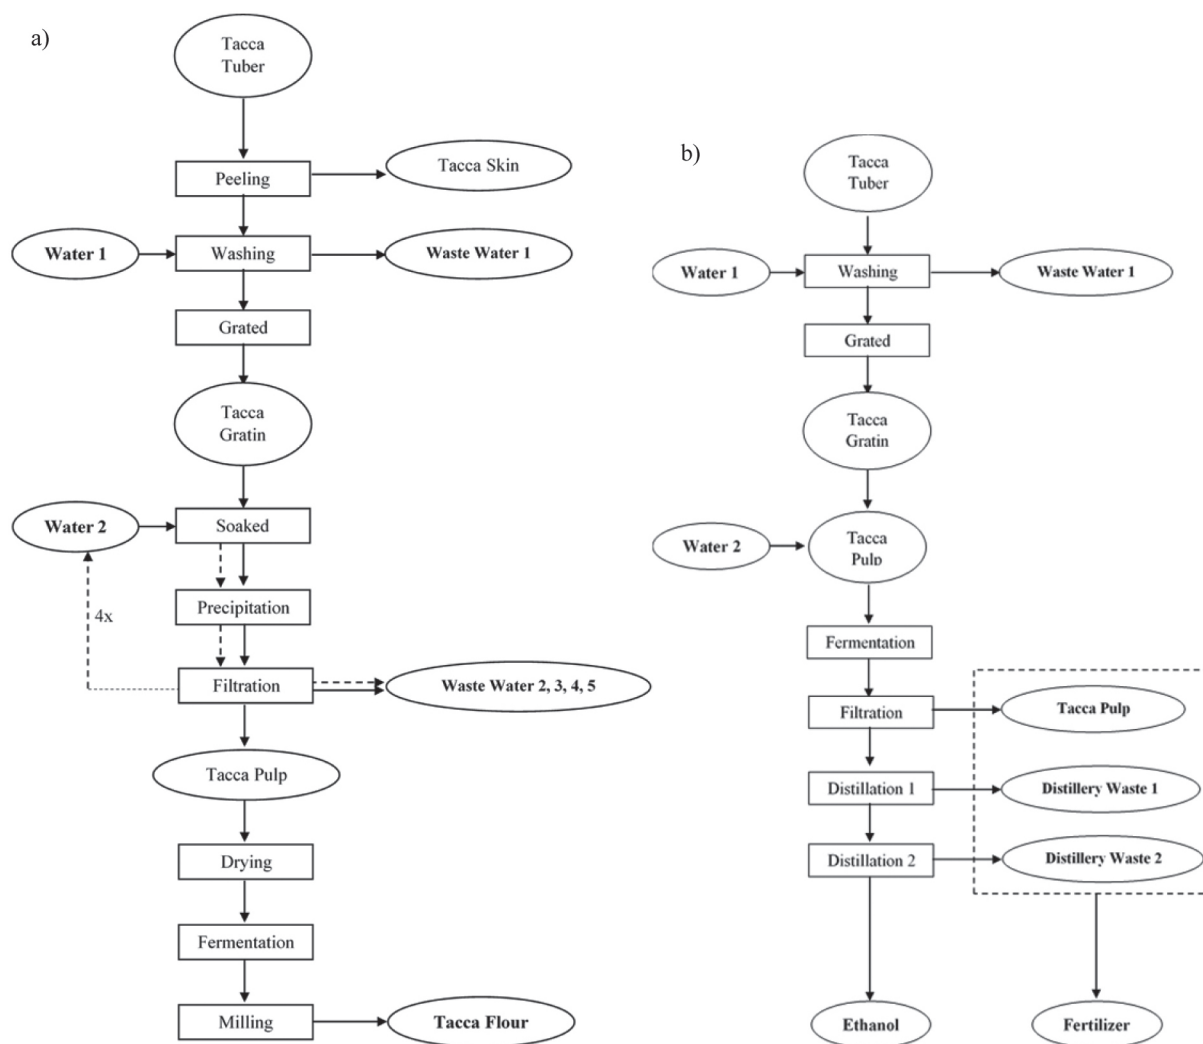 a)
Tacca
Tuber
Peeling
Tacca Skin
Water 1
Washing
Waste Water 1
Grated
Tacca
Gratin
Water 2
Soaked
4x
Precipitation
Filtration
Waste Water 2, 3, 4, 5
Tacca Pulp
Drying
Fermentation
Milling
Tacca Flour
b)
Tacca
Tuber
Water 1
Washing
Waste Water 1
Grated
Tacca
Gratin
Water 2
Tacca
Pulp
Fermentation
Filtration
Tacca Pulp
Distillation 1
Distillery Waste 1
Distillation 2
Distillery Waste 2
Ethanol
Fertilizer